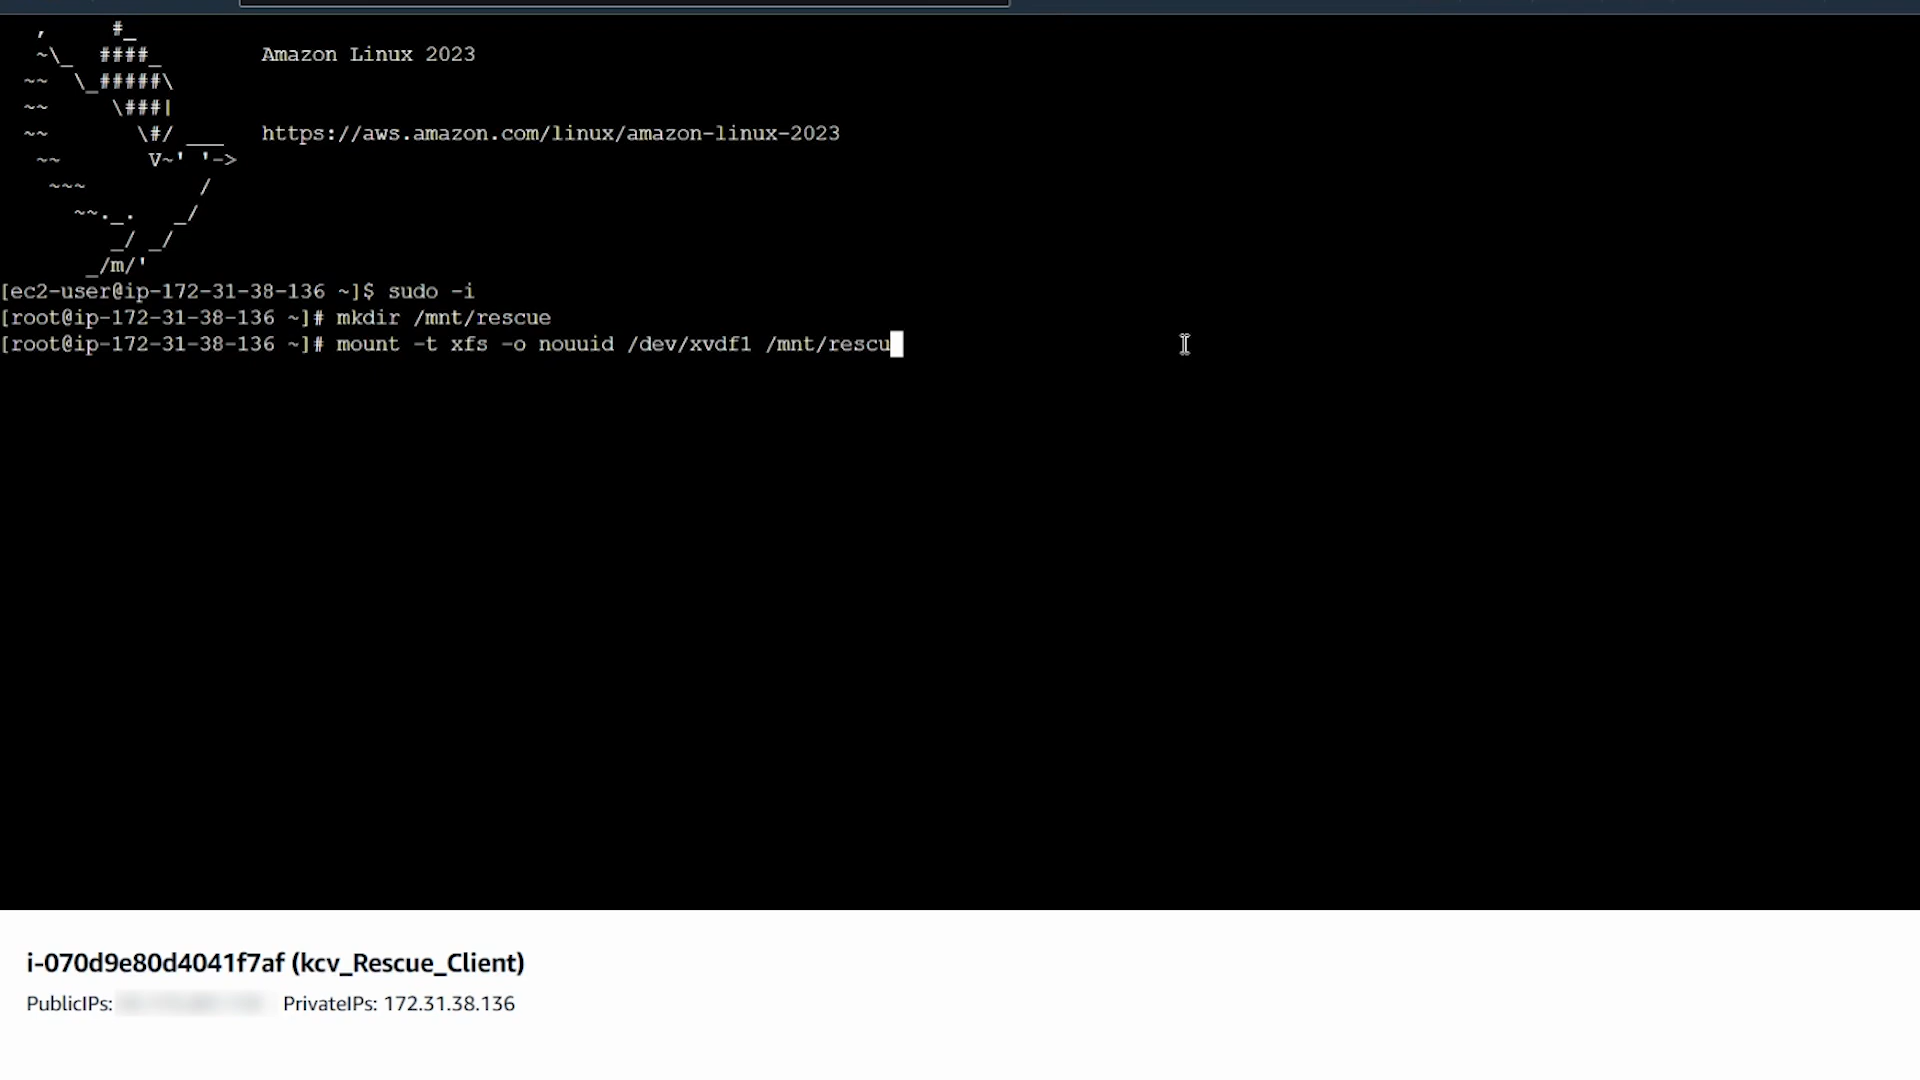 ,     #_
   ~\_  ####_        Amazon Linux 2023
  ~~  \_#####\
  ~~     \###|
  ~~       \#/ ___   https://aws.amazon.com/linux/amazon-linux-2023
   ~~       V~' '->
    ~~~         /
      ~~._.   _/
         _/ _/
       _/m/'
[ec2-user@ip-172-31-38-136 ~]$ sudo -i
[root@ip-172-31-38-136 ~]# mkdir /mnt/rescue
[root@ip-172-31-38-136 ~]# mount -t xfs -o nouuid /dev/xvdf1 /mnt/rescu
i-070d9e80d4041f7af (kcv_Rescue_Client)
PublicIPs: PrivateIPs: 172.31.38.136